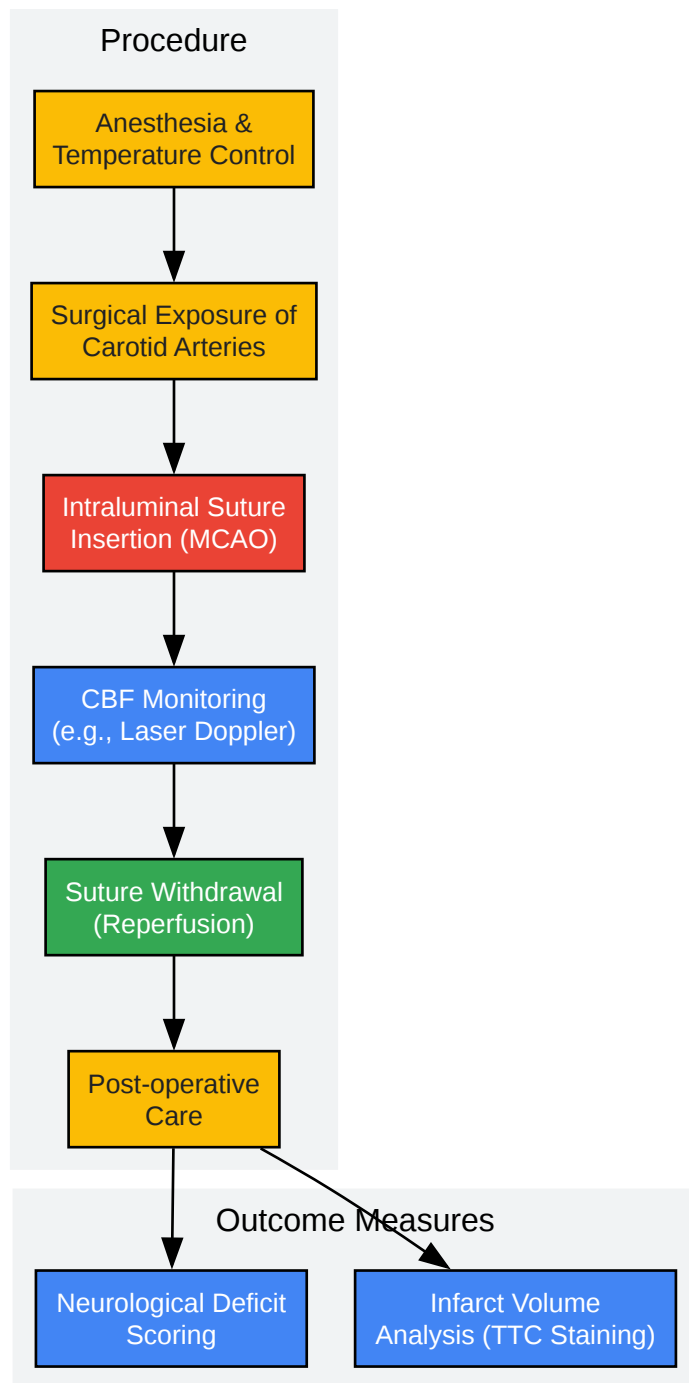 Procedure
Anesthesia &
Temperature Control
Surgical Exposure of
Carotid Arteries
Intraluminal Suture
Insertion (MCAO)
CBF Monitoring
(e.g., Laser Doppler)
Suture Withdrawal
(Reperfusion)
Post-operative
Care
Outcome Measures
Neurological Deficit
Scoring
Infarct Volume
Analysis (TTC Staining)